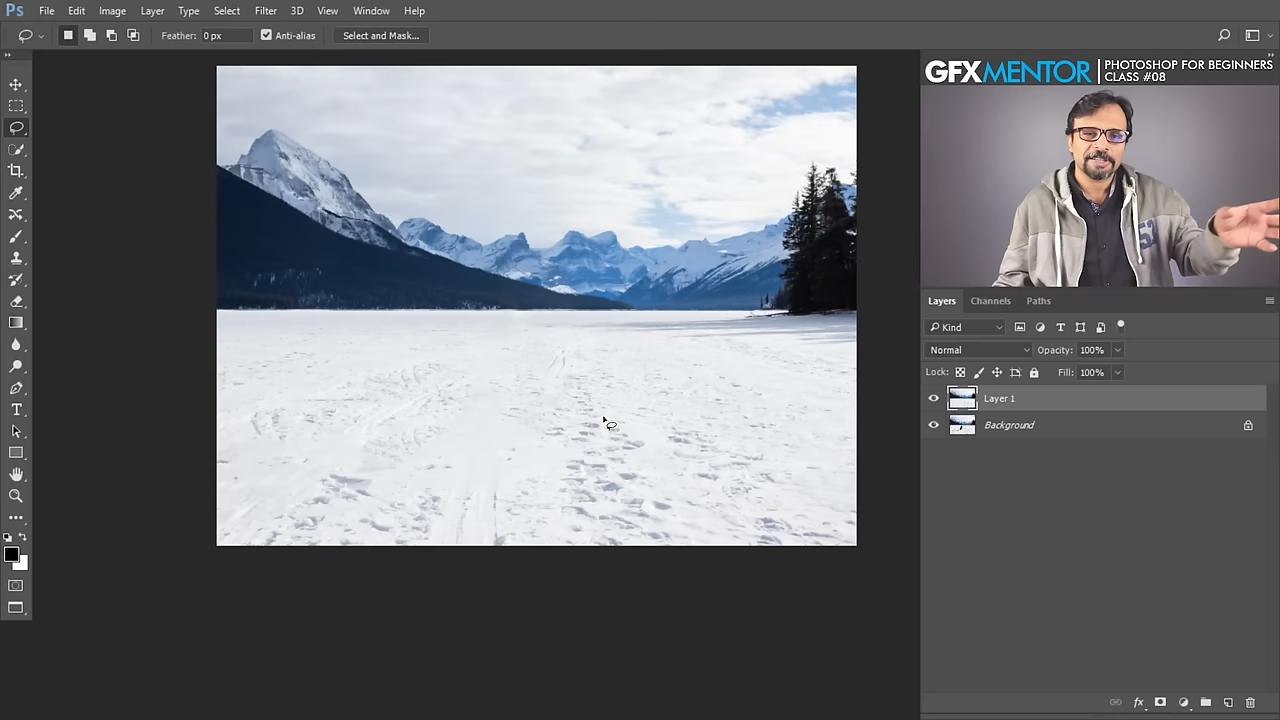 Ps File Edit Image Layer Type Select Filter 3D View Window Help
Feather: 0 px Anti-alias Select and Mask...
GFXMENTOR PHOTOSHOP FOR BEGINNERS
CLASS #08
Layers Channels Paths
Kind
Normal Opacity: 100%
Lock: Fill: 100%
Layer 1
Background
fx